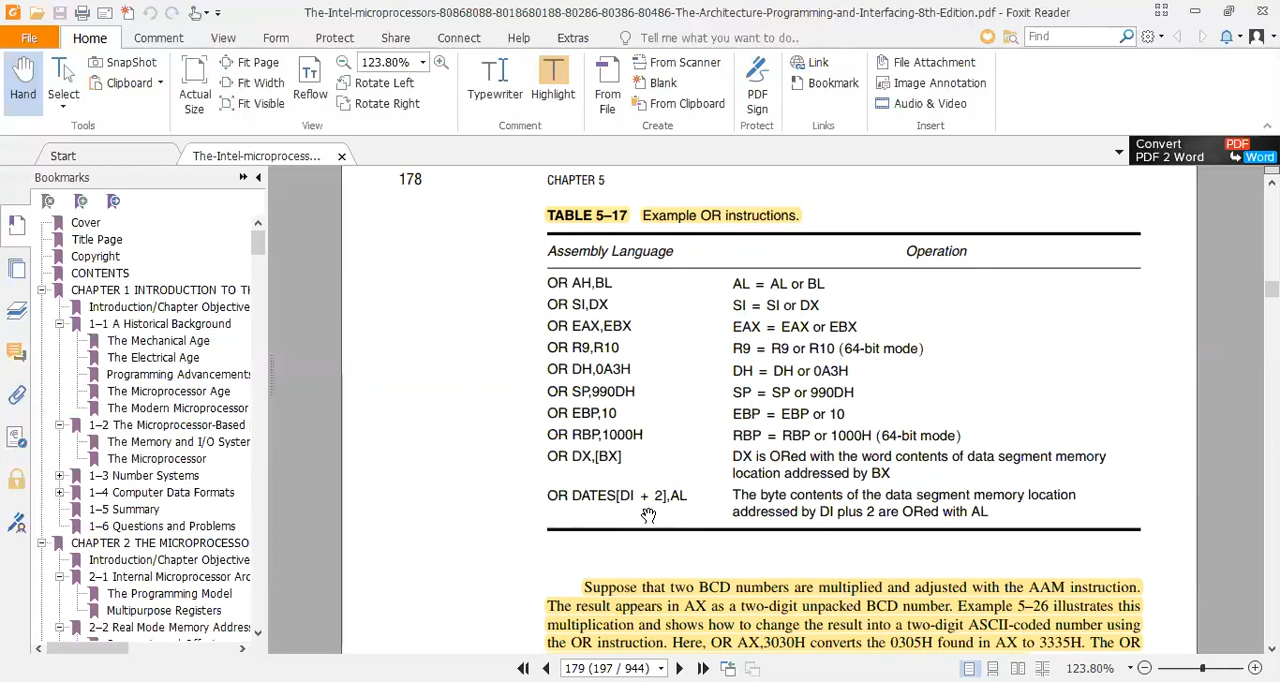 The-Intel-microprocessors-80868088-8018680188-80286-80386-80486-The-Architecture-Programming-and-Interfacing-8th-Edition.pdf - Foxit Reader
File Home Comment View Form Protect Share Connect Help Extras Tell me what you want to do.. Find
Hand
Select
SnapShot
Clipboard
Tools
Actual Size
Fit Page
Fit Width
Fit Visible
Reflow
123.80%
Rotate Left
Rotate Right
View
Typewriter
Highlight
Comment
From File
From Scanner
Blank
From Clipboard
Create
PDF Sign
Protect
Link
Bookmark
Links
File Attachment
Image Annotation
Audio & Video
Insert
Start
The-Intel-microprocess...
Convert PDF
PDF 2 Word Word
Bookmarks
Cover
Title Page
Copyright
CONTENTS
CHAPTER 1 INTRODUCTION TO TH
Introduction/Chapter Objective
1–1 A Historical Background
The Mechanical Age
The Electrical Age
Programming Advancements
The Microprocessor Age
The Modern Microprocessor
1–2 The Microprocessor-Based
The Memory and I/O System
The Microprocessor
1–3 Number Systems
1–4 Computer Data Formats
1–5 Summary
1–6 Questions and Problems
CHAPTER 2 THE MICROPROCESSO
Introduction/Chapter Objective
2–1 Internal Microprocessor Arc
The Programming Model
Multipurpose Registers
2–2 Real Mode Memory Address
178 CHAPTER 5
TABLE 5–17 Example OR instructions.
Assembly Language Operation
OR AH,BL AL = AL or BL
OR SI,DX SI = SI or DX
OR EAX,EBX EAX = EAX or EBX
OR R9,R10 R9 = R9 or R10 (64-bit mode)
OR DH,0A3H DH = DH or 0A3H
OR SP,990DH SP = SP or 990DH
OR EBP,10 EBP = EBP or 10
OR RBP,1000H RBP = RBP or 1000H (64-bit mode)
OR DX,[BX] DX is ORed with the word contents of data segment memory
location addressed by BX
OR DATES[DI + 2],AL The byte contents of the data segment memory location
addressed by DI plus 2 are ORed with AL
Suppose that two BCD numbers are multiplied and adjusted with the AAM instruction.
The result appears in AX as a two-digit unpacked BCD number. Example 5–26 illustrates this
multiplication and shows how to change the result into a two-digit ASCII-coded number using
the OR instruction. Here, OR AX,3030H converts the 0305H found in AX to 3335H. The OR
179 (197 / 944)
123.80%